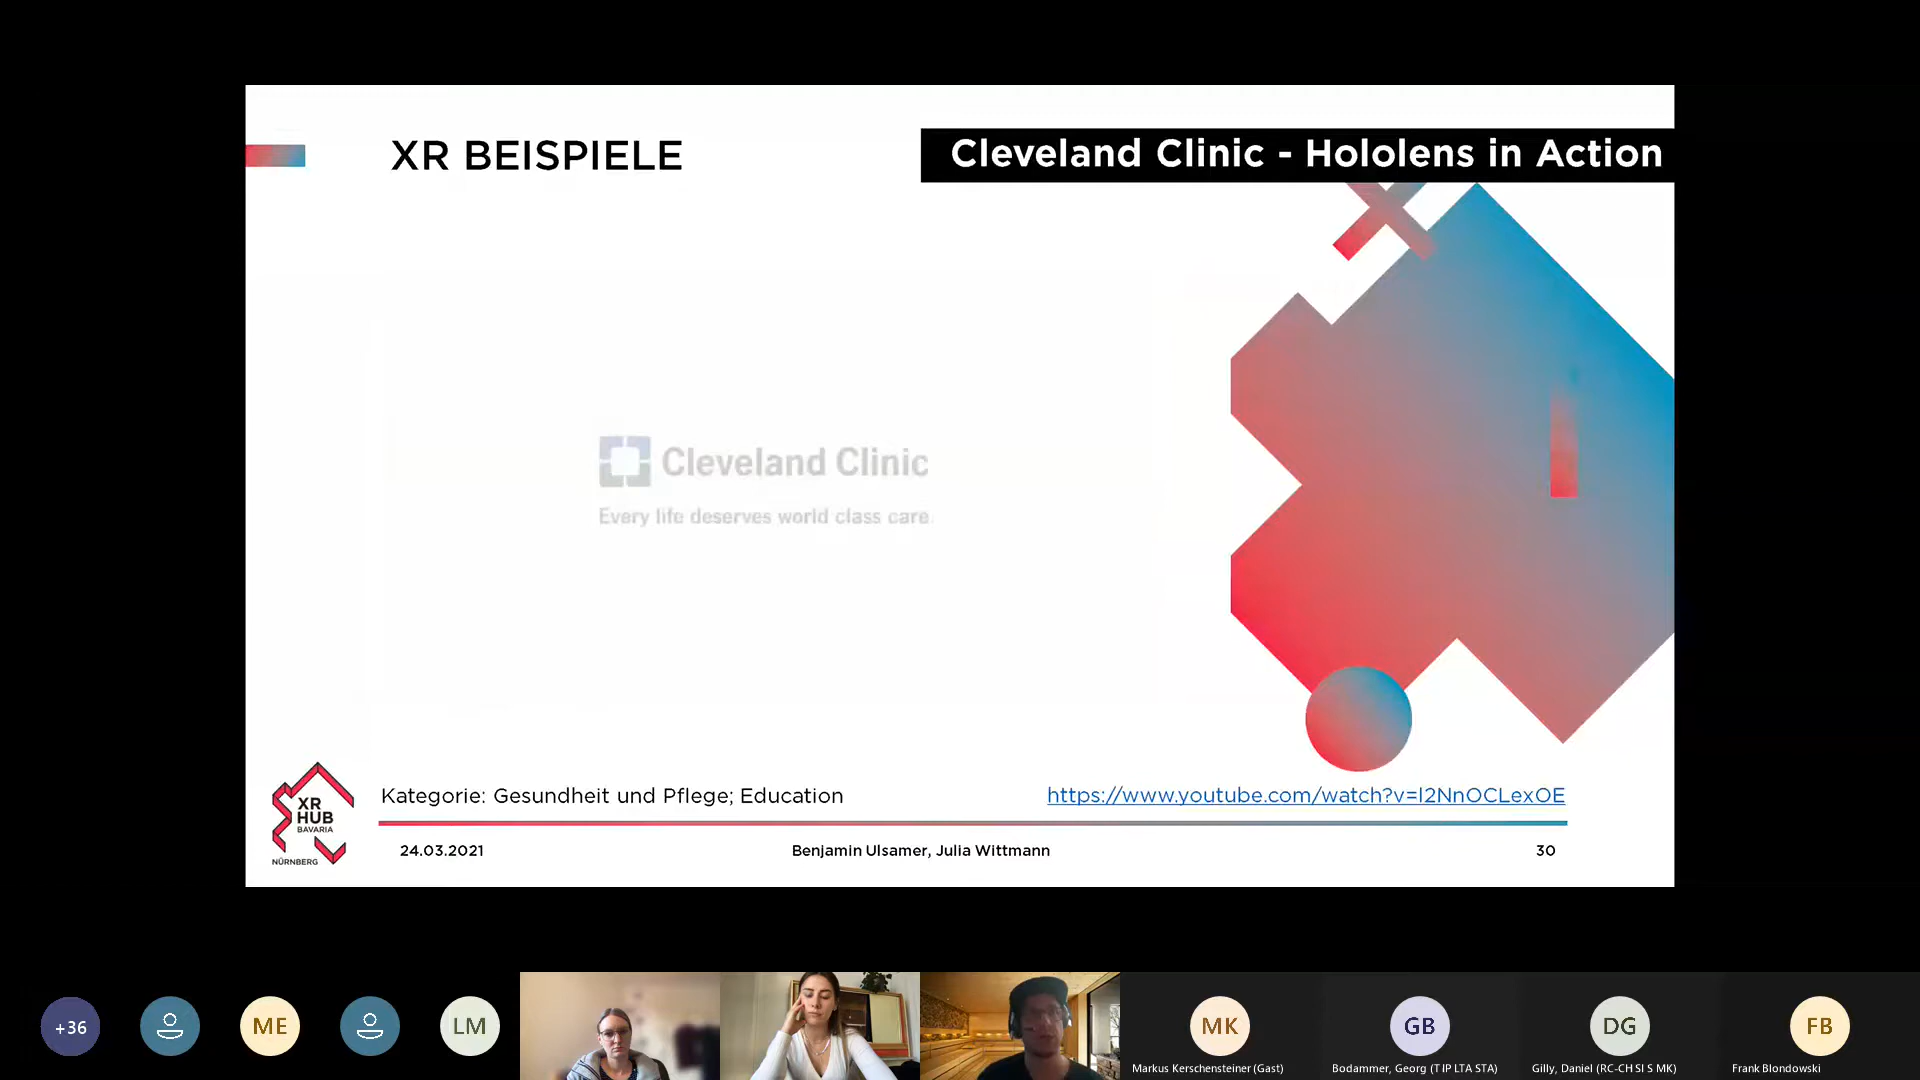 XR BEISPIELE
Cleveland Clinic - Hololens in Action
Cleveland Clinic
Every life deserves world class care.
XR
HUB
BAVARIA
NÜRNBERG
Kategorie: Gesundheit und Pflege; Education
https://www.youtube.com/watch?v=l2NnOCLexOE
24.03.2021
Benjamin Ulsamer, Julia Wittmann
30
+36
ME
LM
MK
GB
DG
FB
Markus Kerschensteiner (Gast)
Bodammer, Georg (T IP LTA STA)
Gilly, Daniel (RC-CH SI S MK)
Frank Blondowski